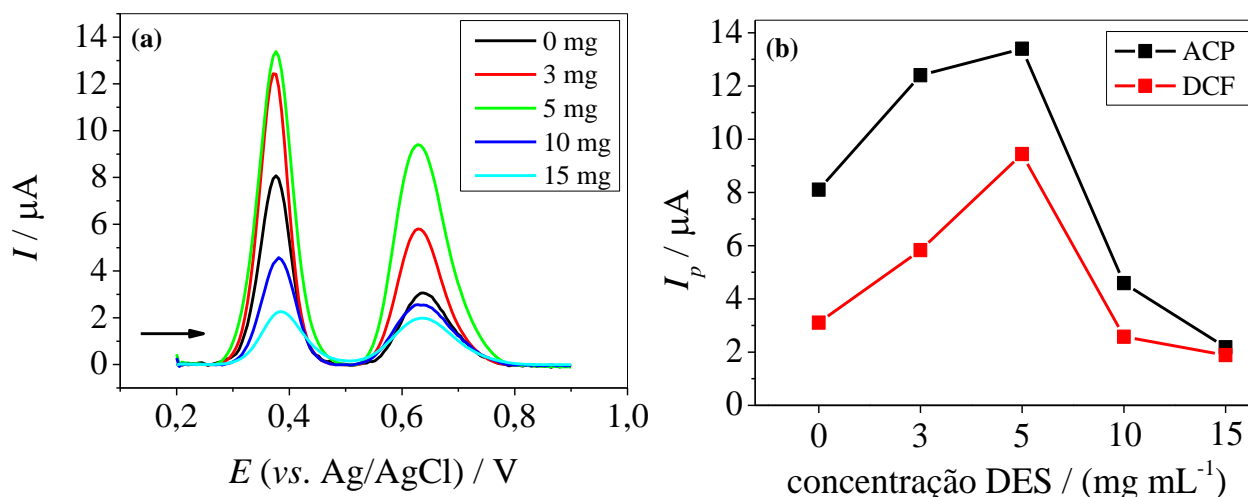 (a)
0 mg
3 mg
5 mg
10 mg
15 mg
14
12
10
8
6
4
2
0
I / μA
0,2 0,4 0,6 0,8 1,0
E (vs. Ag/AgCl) / V
(b)
ACP
DCF
14
12
10
8
6
4
2
0
Ip / μA
0 3 5 10 15
concentração DES / (mg mL-1)